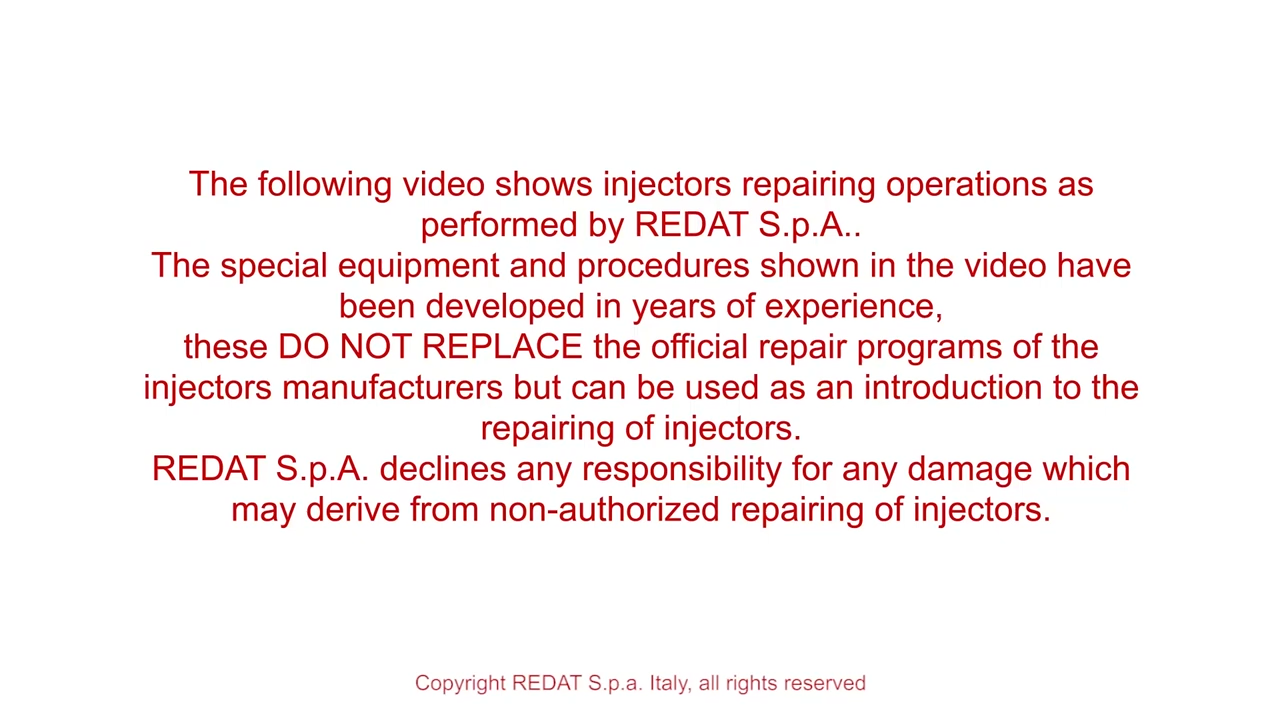 The following video shows injectors repairing operations as
performed by REDAT S.p.A..
The special equipment and procedures shown in the video have
been developed in years of experience,
these DO NOT REPLACE the official repair programs of the
injectors manufacturers but can be used as an introduction to the
repairing of injectors.
REDAT S.p.A. declines any responsibility for any damage which
may derive from non-authorized repairing of injectors.
Copyright REDAT S.p.a. Italy, all rights reserved